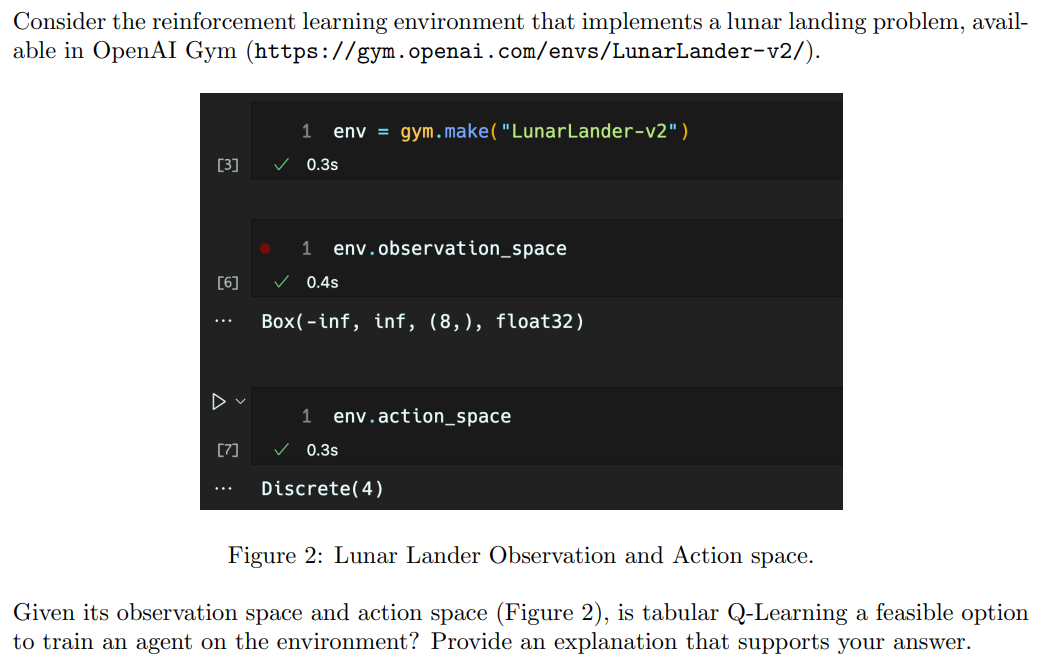 Consider the reinforcement learning environment that implements a lunar landing problem, avail-
able in OpenAI Gym (https://gym.openai.com/envs/LunarLander-v2/).
1 env = gym.make("LunarLander-v2")
[3] ✓ 0.3s
1 env.observation_space
[6] ✓ 0.4s
... Box(-inf, inf, (8,), float32)
1 env.action_space
[7] ✓ 0.3s
... Discrete(4)
Figure 2: Lunar Lander Observation and Action space.
Given its observation space and action space (Figure 2), is tabular Q-Learning a feasible option
to train an agent on the environment? Provide an explanation that supports your answer.